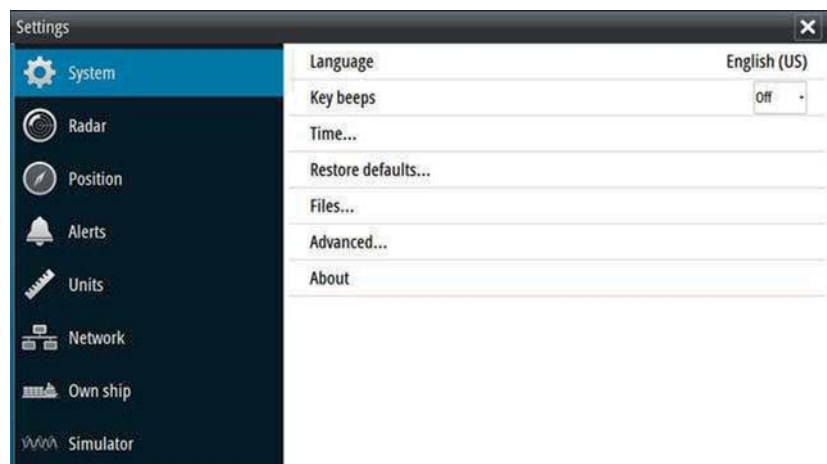 Settings
System
Radar
Position
Alerts
Units
Network
Own ship
Simulator
Language English (US)
Key beeps Off
Time...
Restore defaults...
Files...
Advanced...
About